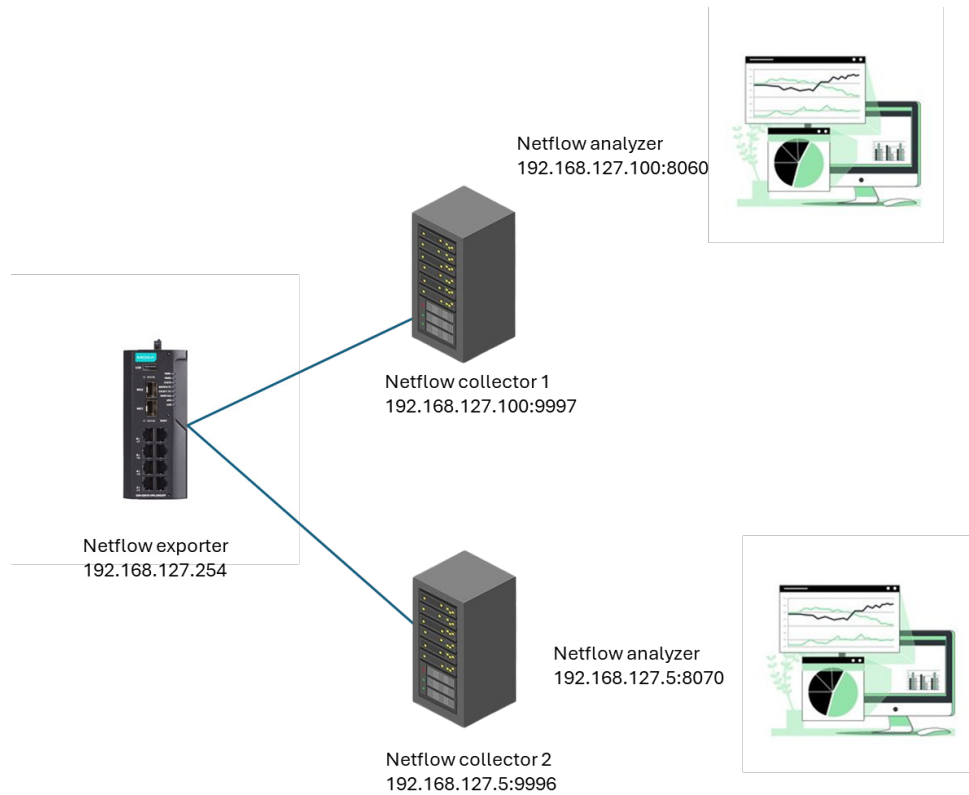 Netflow analyzer
192.168.127.100:8060
Netflow collector 1
192.168.127.100:9997
Netflow exporter
192.168.127.254
Netflow analyzer
192.168.127.5:8070
Netflow collector 2
192.168.127.5:9996